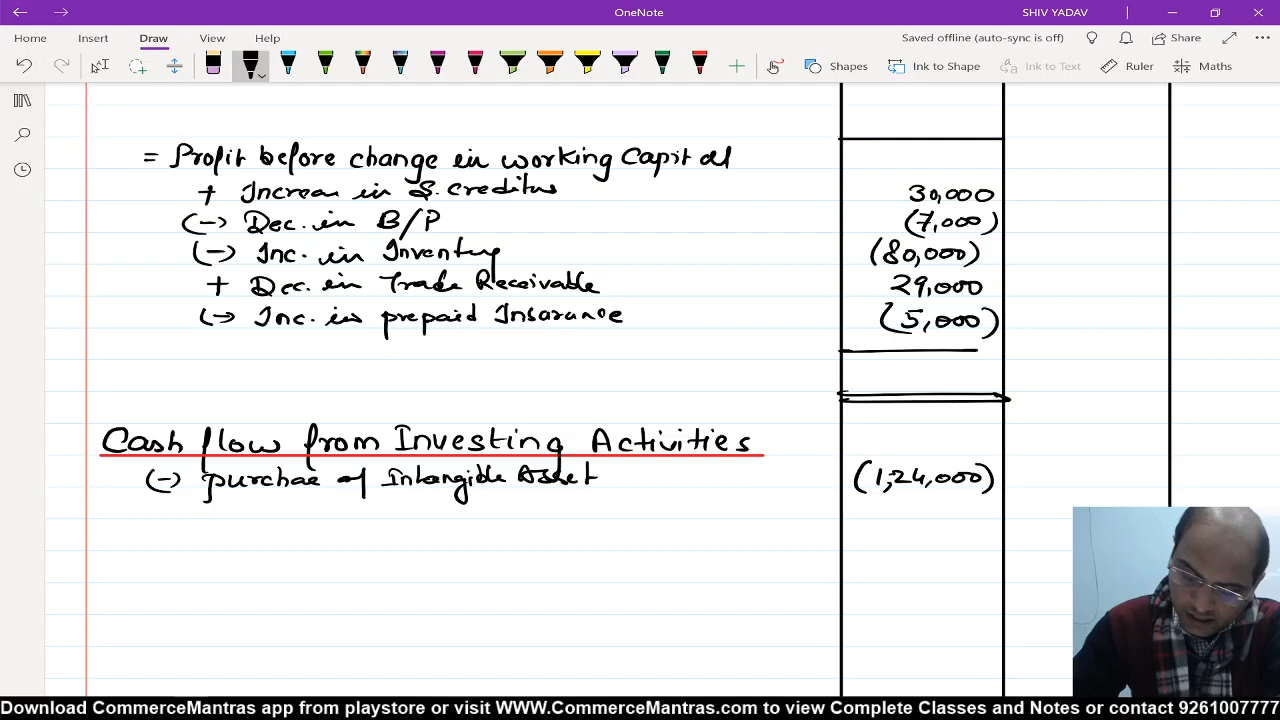 OneNote
SHIV YADAV
Home Insert Draw View Help
Saved offline (auto-sync is off)
Share
Shapes
Ink to Shape
Ink to Text
Ruler
Maths
= Profit before change in working Capital
+ Increase in S. creditors 30,000
(-) Dec. in B/P (7,000)
(-) Inc. in Inventory (80,000)
+ Dec. in Trade Receivable 29,000
(-) Inc. in prepaid Insurance (5,000)
Cash flow from Investing Activities
(-) purchae of Intangible Asset (1,24,000)
Download CommerceMantras app from playstore or visit WWW.CommerceMantras.com to view Complete Classes and Notes or contact 9261007777